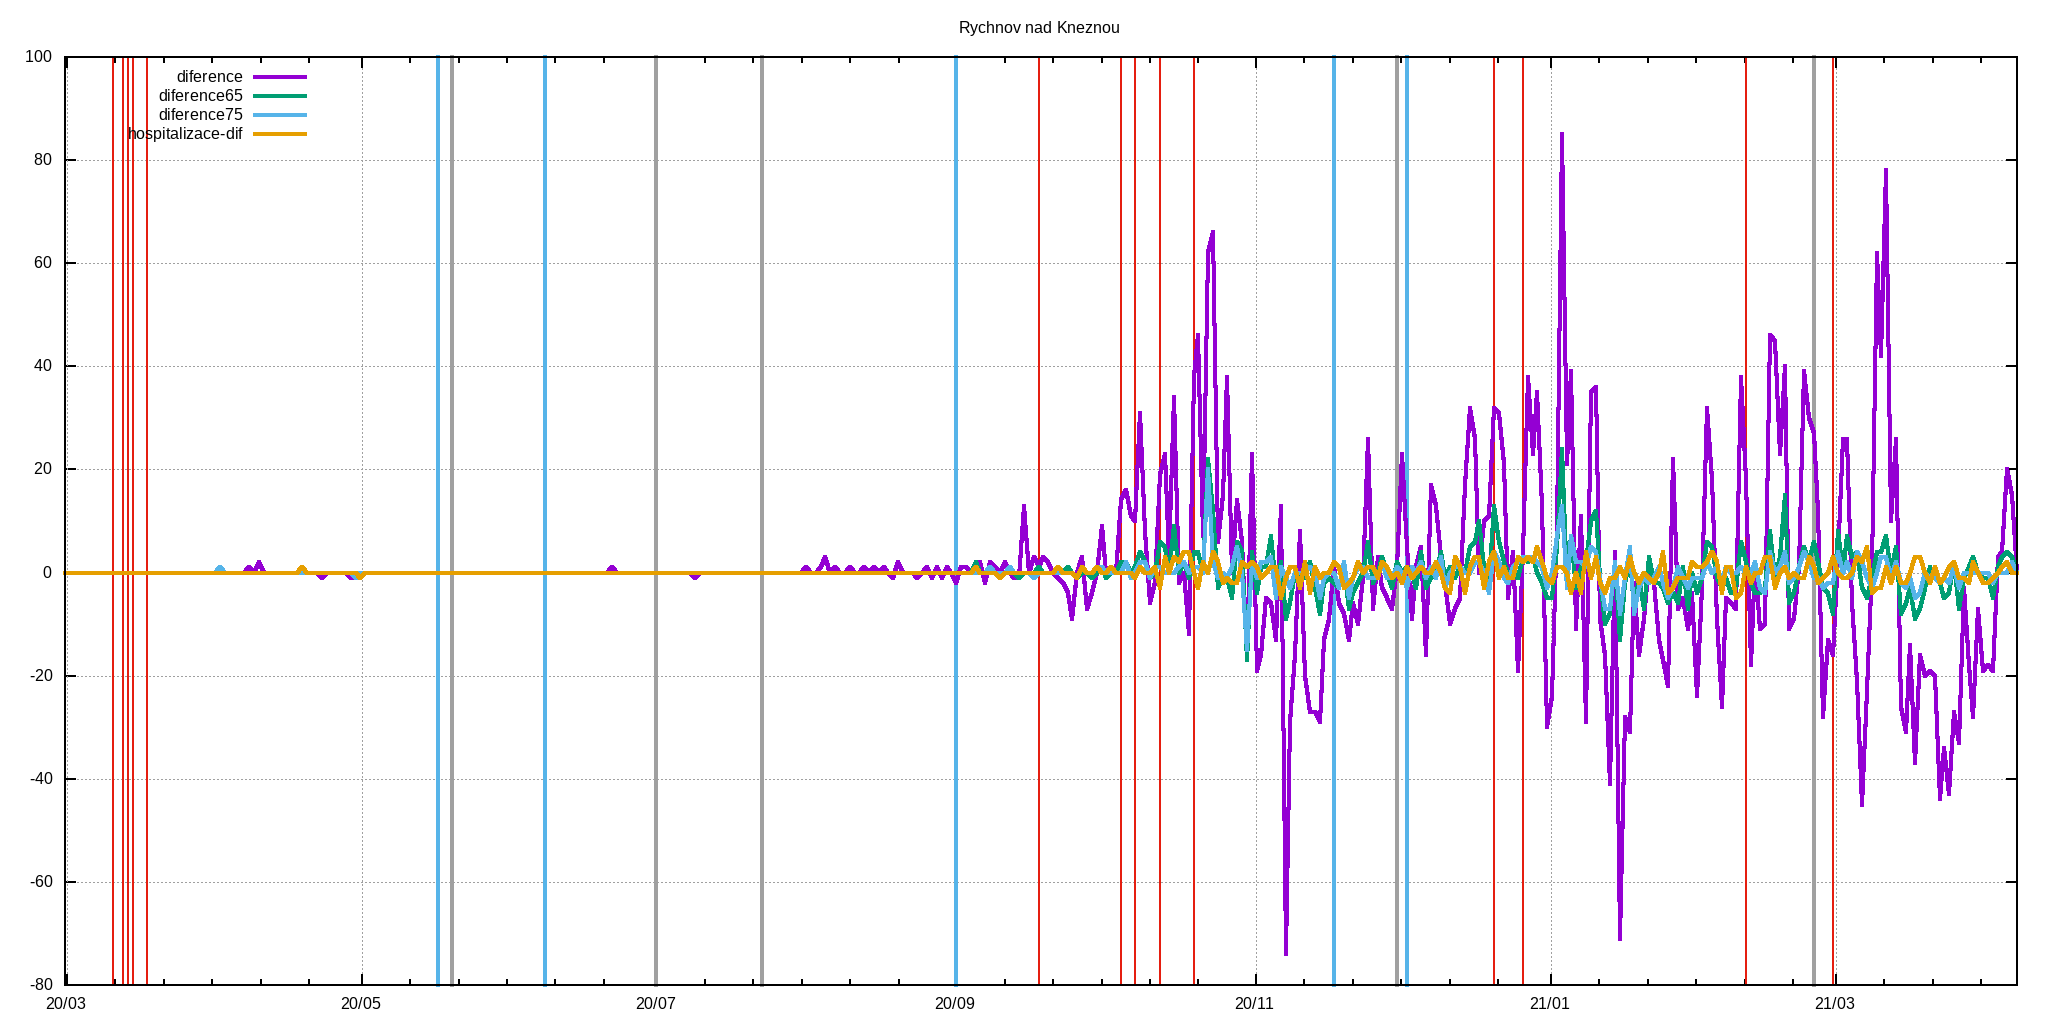 Rychnov nad Kneznou
100
diference
diference65
diference75
hospitalizace-dif
80
60
40
20
0
-20
-40
-60
-80
20/03 20/05 20/07 20/09 20/11 21/01 21/03